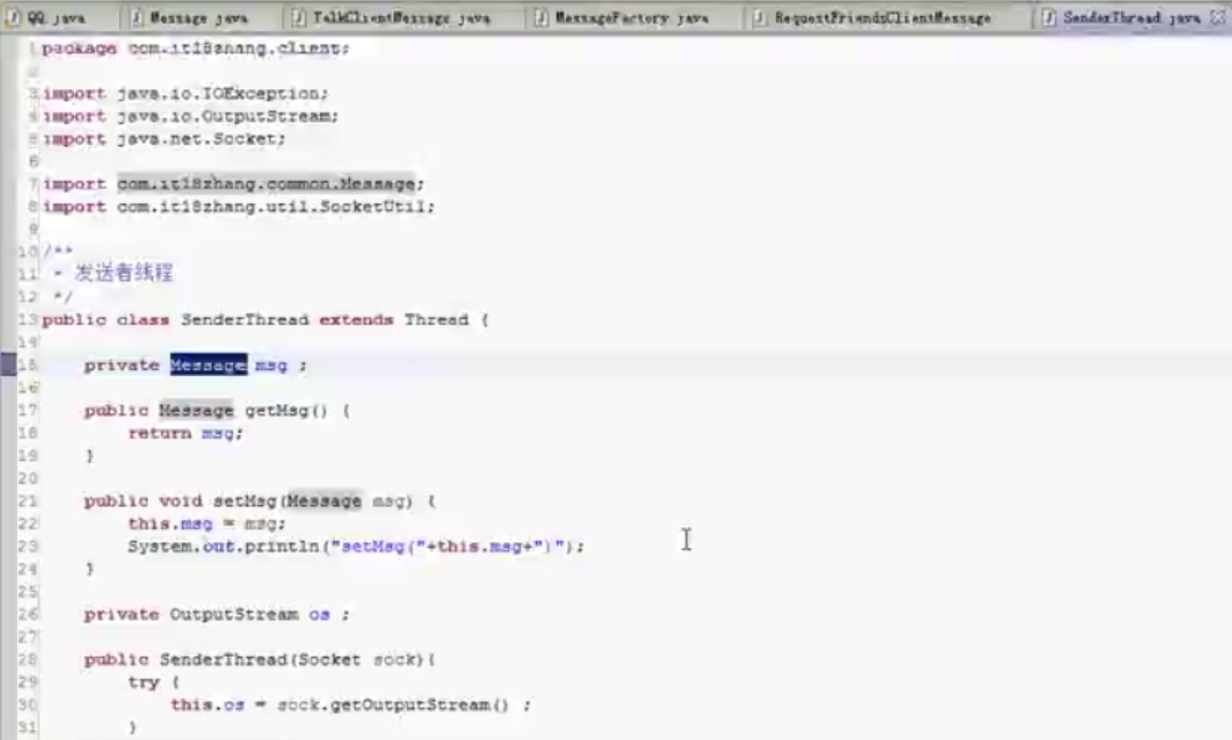 QQ.java Message.java TalkClientMessage.java MessageFactory.java RequestFriendsClientMessage SenderThread.java
1 package com.it18zhang.client;
2
3 import java.io.IOException;
4 import java.io.OutputStream;
5 import java.net.Socket;
6
7 import com.it18zhang.common.Message;
8 import com.it18zhang.util.SocketUtil;
9
10 /**
11 * 发送者线程
12 */
13 public class SenderThread extends Thread {
14
15 private Message msg ;
16
17 public Message getMsg() {
18 return msg;
19 }
20
21 public void setMsg(Message msg) {
22 this.msg = msg;
23 System.out.println("setMsg("+this.msg+")");
24 }
25
26 private OutputStream os ;
27
28 public SenderThread(Socket sock){
29 try {
30 this.os = sock.getOutputStream() ;
31 }